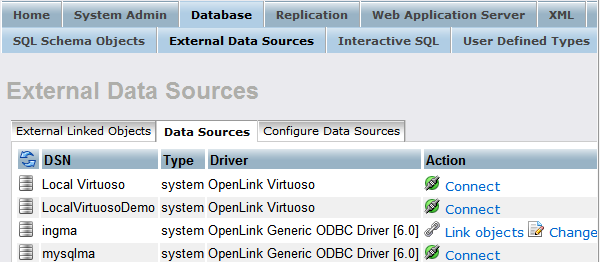 Home System Admin Database Replication Web Application Server XML
SQL Schema Objects External Data Sources Interactive SQL User Defined Types
External Data Sources
External Linked Objects Data Sources Configure Data Sources
DSN Type Driver Action
Local Virtuoso system OpenLink Virtuoso Connect
LocalVirtuosoDemo system OpenLink Virtuoso Connect
ingma system OpenLink Generic ODBC Driver [6.0] Link objects Change
mysqlma system OpenLink Generic ODBC Driver [6.0] Connect